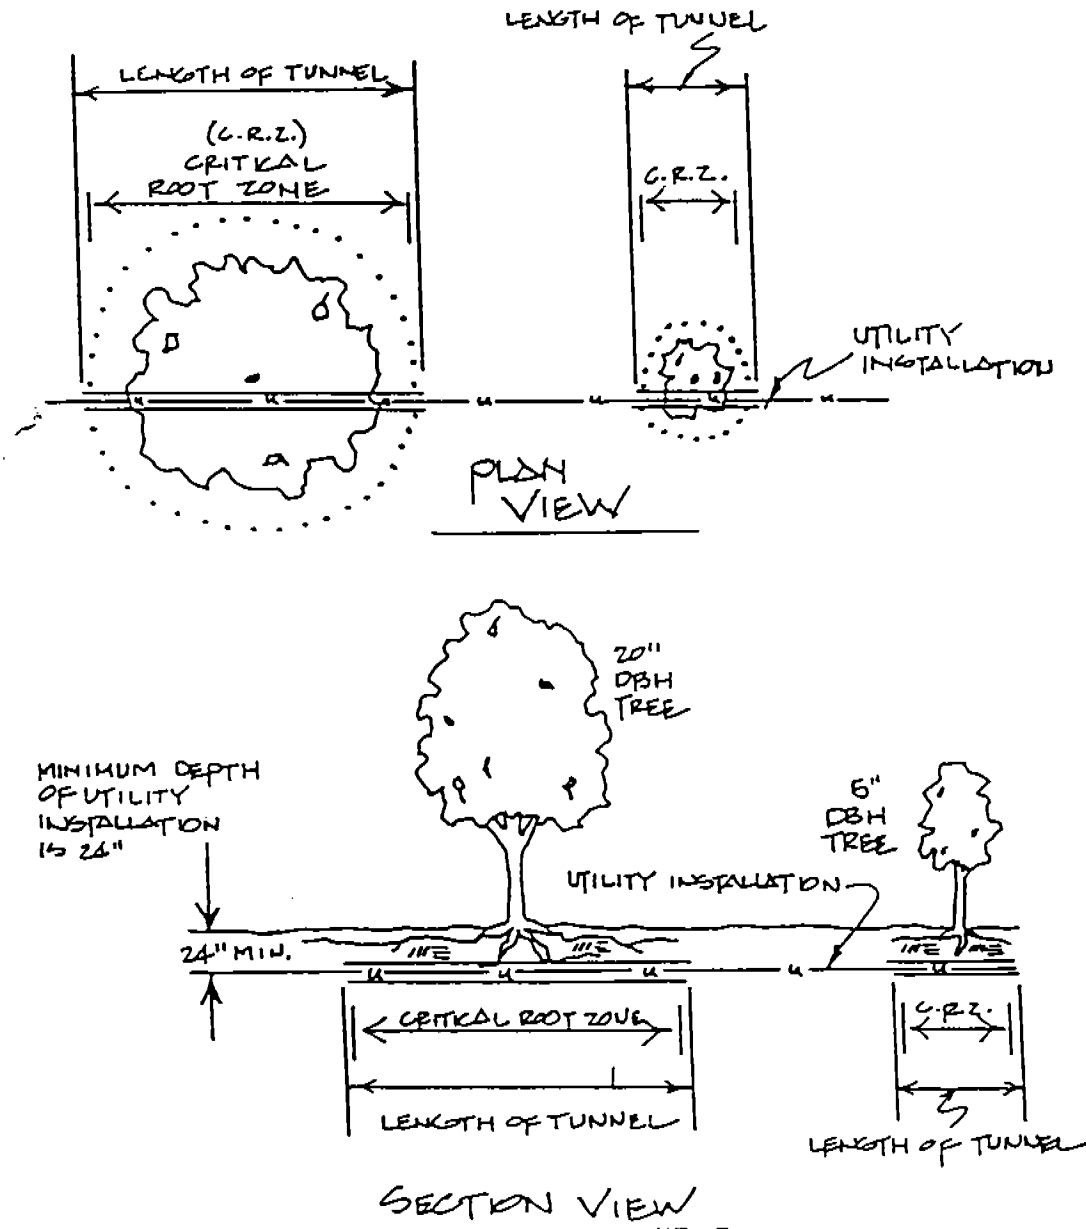 LENGTH OF TUNNEL
LENGTH OF TUNNEL
(C.R.Z.)
CRITICAL
ROOT ZONE
C.R.Z.
UTILITY
INSTALLATION
u u u u u u u
PLAN
VIEW
20"
DBH
TREE
MINIMUM DEPTH
OF UTILITY
INSTALLATION
IS 24"
6"
DBH
TREE
UTILITY INSTALLATION
24" MIN.
u u u u u
CRITICAL ROOT ZONE
C.R.Z.
LENGTH OF TUNNEL
LENGTH OF TUNNEL
SECTION VIEW